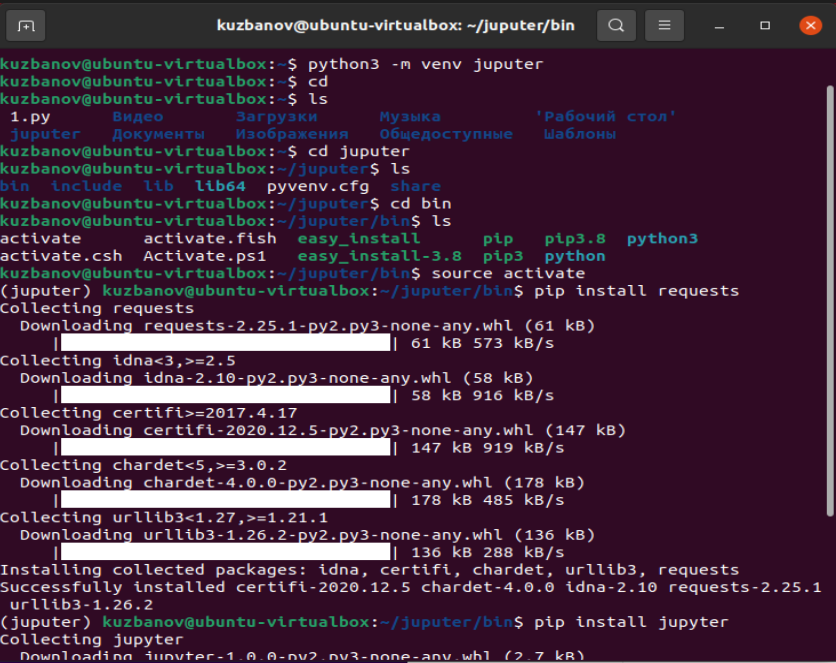 kuzbanov@ubuntu-virtualbox: ~/juputer/bin
kuzbanov@ubuntu-virtualbox:~$ python3 -m venv juputer
kuzbanov@ubuntu-virtualbox:~$ cd
kuzbanov@ubuntu-virtualbox:~$ ls
1.py Видео Загрузки Музыка 'Рабочий стол'
juputer Документы Изображения Общедоступные Шаблоны
kuzbanov@ubuntu-virtualbox:~$ cd juputer
kuzbanov@ubuntu-virtualbox:~/juputer$ ls
bin include lib lib64 pyvenv.cfg share
kuzbanov@ubuntu-virtualbox:~/juputer$ cd bin
kuzbanov@ubuntu-virtualbox:~/juputer/bin$ ls
activate activate.fish easy_install pip pip3.8 python3
activate.csh Activate.ps1 easy_install-3.8 pip3 python
kuzbanov@ubuntu-virtualbox:~/juputer/bin$ source activate
(juputer) kuzbanov@ubuntu-virtualbox:~/juputer/bin$ pip install requests
Collecting requests
Downloading requests-2.25.1-py2.py3-none-any.whl (61 kB)
| | 61 kB 573 kB/s
Collecting idna<3,>=2.5
Downloading idna-2.10-py2.py3-none-any.whl (58 kB)
| | 58 kB 916 kB/s
Collecting certifi>=2017.4.17
Downloading certifi-2020.12.5-py2.py3-none-any.whl (147 kB)
| | 147 kB 919 kB/s
Collecting chardet<5,>=3.0.2
Downloading chardet-4.0.0-py2.py3-none-any.whl (178 kB)
| | 178 kB 485 kB/s
Collecting urllib3<1.27,>=1.21.1
Downloading urllib3-1.26.2-py2.py3-none-any.whl (136 kB)
| | 136 kB 288 kB/s
Installing collected packages: idna, certifi, chardet, urllib3, requests
Successfully installed certifi-2020.12.5 chardet-4.0.0 idna-2.10 requests-2.25.1
urllib3-1.26.2
(juputer) kuzbanov@ubuntu-virtualbox:~/juputer/bin$ pip install jupyter
Collecting jupyter
Downloading jupyter-1.0.0-py2.py3-none-any.whl (2.7 kB)